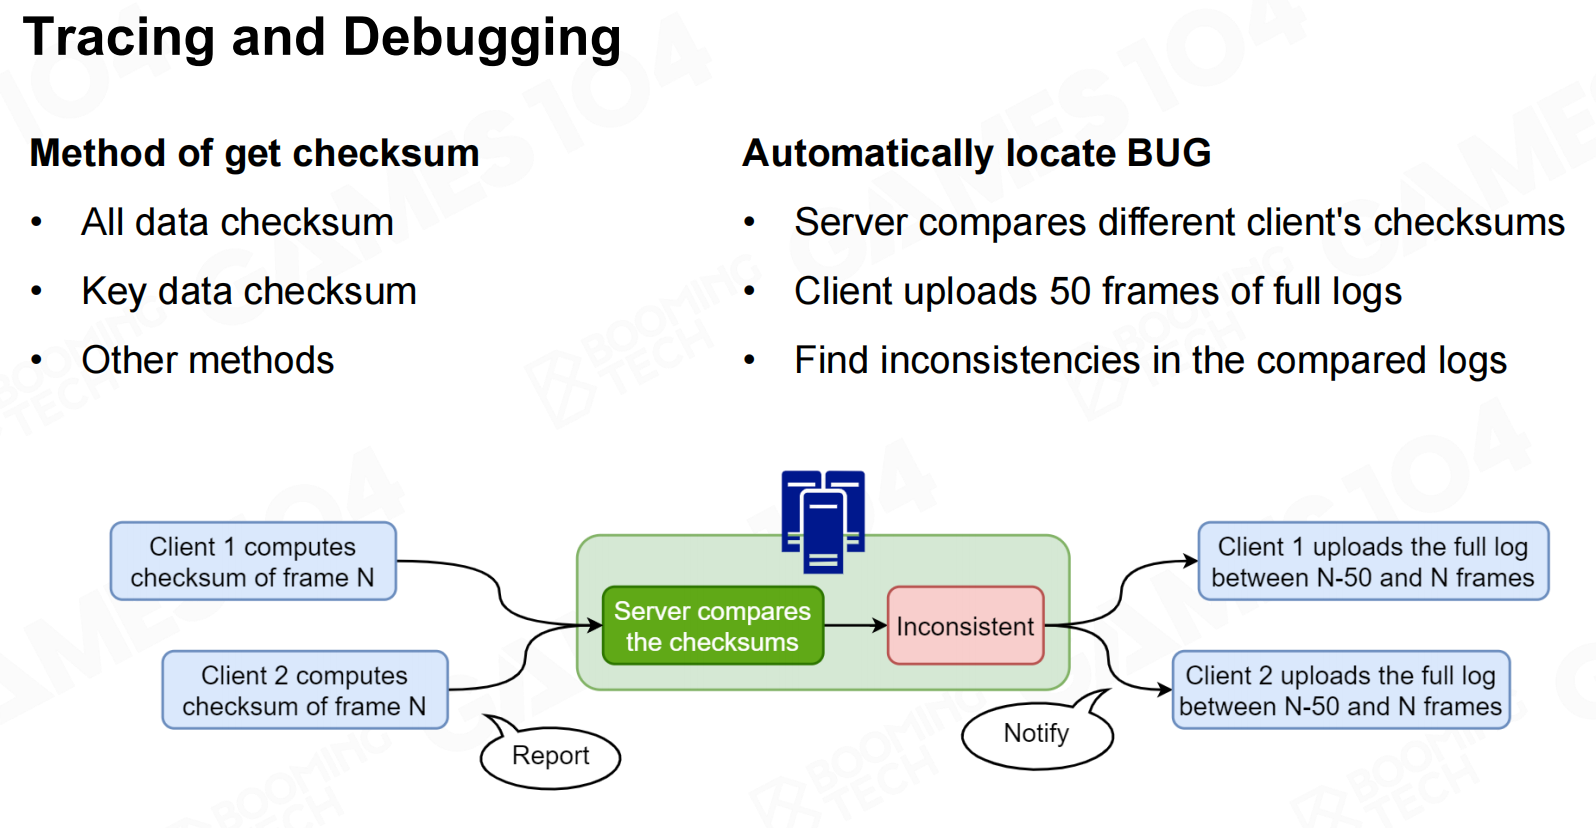 Tracing and Debugging
Method of get checksum
• All data checksum
• Key data checksum
• Other methods
Automatically locate BUG
• Server compares different client's checksums
• Client uploads 50 frames of full logs
• Find inconsistencies in the compared logs
Client 1 computes
checksum of frame N
Client 2 computes
checksum of frame N
Report
Server compares
the checksums
Inconsistent
Notify
Client 1 uploads the full log
between N-50 and N frames
Client 2 uploads the full log
between N-50 and N frames
GAMES104
BOOMING
TECH